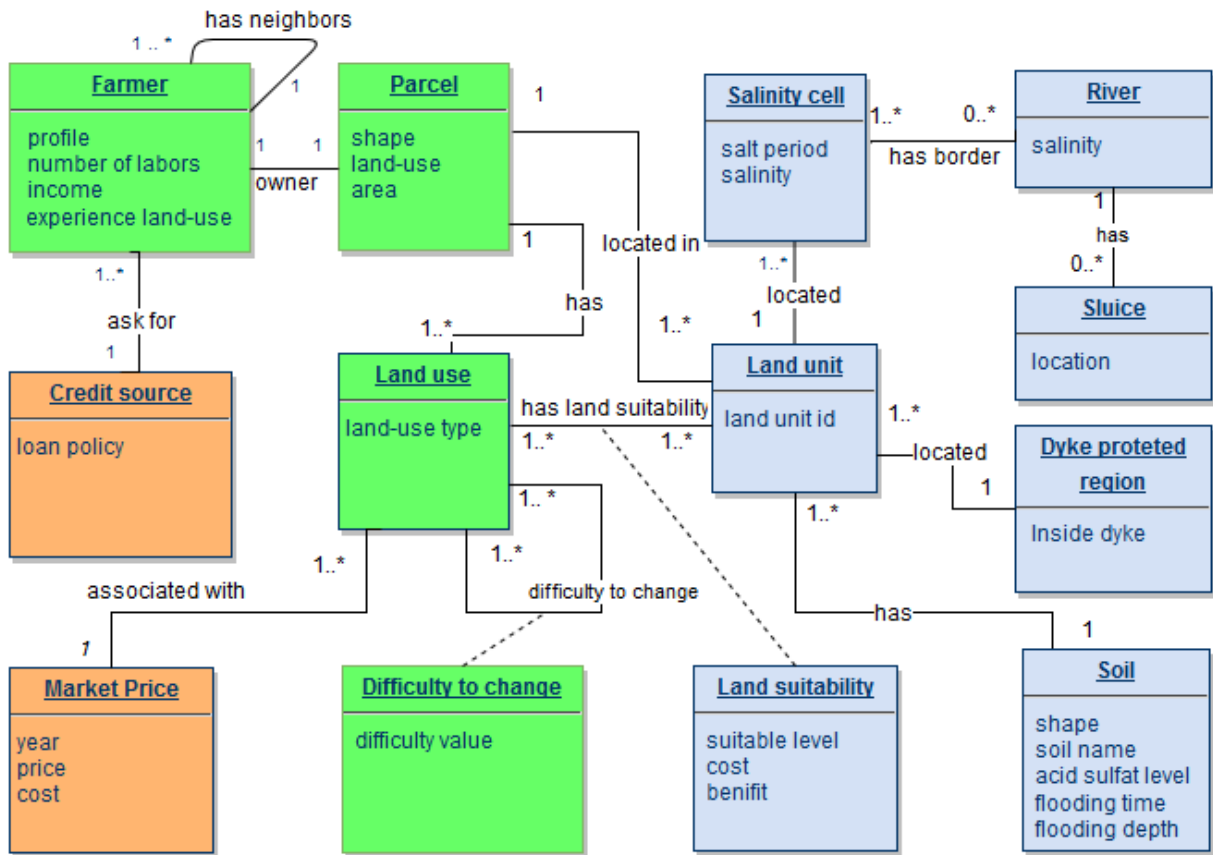 has neighbors
1 .. *
1
Farmer
profile
number of labors
income
experience land-use
1
1
owner
Parcel
shape
land-use
area
1
located in
1..*
1
has
1..*
Salinity cell
salt period
salinity
1..*
0..*
has border
River
salinity
1
has
0..*
Sluice
location
1..*
located
1
1..*
ask for
1
Credit source
loan policy
Land use
land-use type
has land suitability
1..*
1..*
Land unit
land unit id
1..*
located
1
Dyke proteted
region
Inside dyke
1.. *
1..*
difficulty to change
1..*
associated with
1
1..*
has
1
Market Price
year
price
cost
Difficulty to change
difficulty value
Land suitability
suitable level
cost
benifit
Soil
shape
soil name
acid sulfat level
flooding time
flooding depth